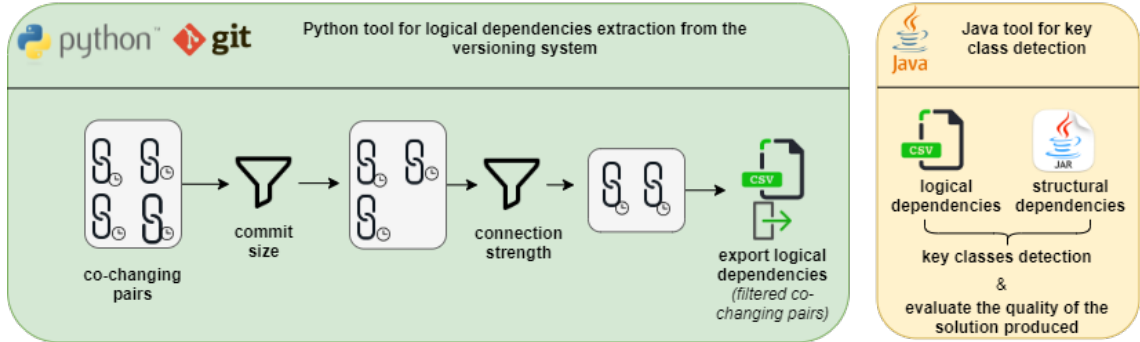 python™
git
Python tool for logical dependencies extraction from the
versioning system
co-changing
pairs
commit
size
connection
strength
CSV
export logical
dependencies
(filtered co-
changing pairs)
Java
Java tool for key
class detection
CSV
JAR
logical
dependencies
structural
dependencies
key classes detection
&
evaluate the quality of the
solution produced